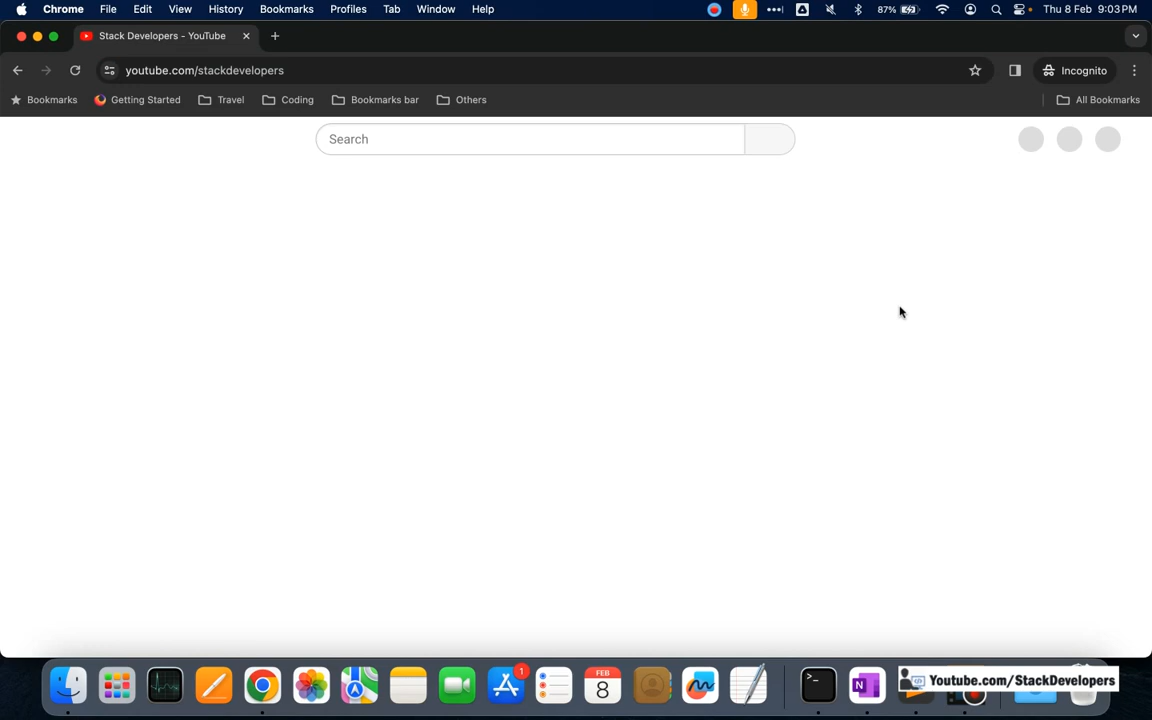 Chrome File Edit View History Bookmarks Profiles Tab Window Help 87% Thu 8 Feb 9:03 PM
Stack Developers - YouTube
youtube.com/stackdevelopers Incognito
Bookmarks Getting Started Travel Coding Bookmarks bar Others All Bookmarks
Search
1
FEB
8
Youtube.com/StackDevelopers